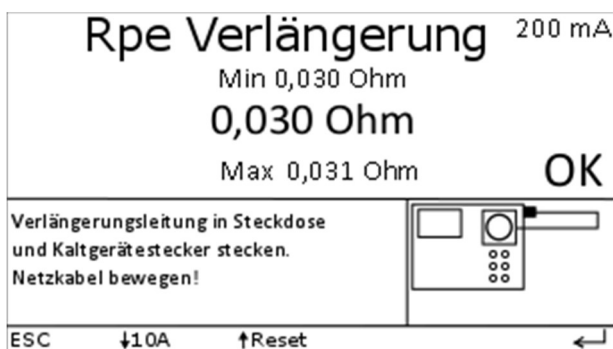 Rpe Verlängerung 200 mA
Min 0,030 Ohm
0,030 Ohm
Max 0,031 Ohm OK
Verlängerungsleitung in Steckdose
und Kaltgerätestecker stecken.
Netzkabel bewegen!
ESC ↓10A ↑Reset ↵